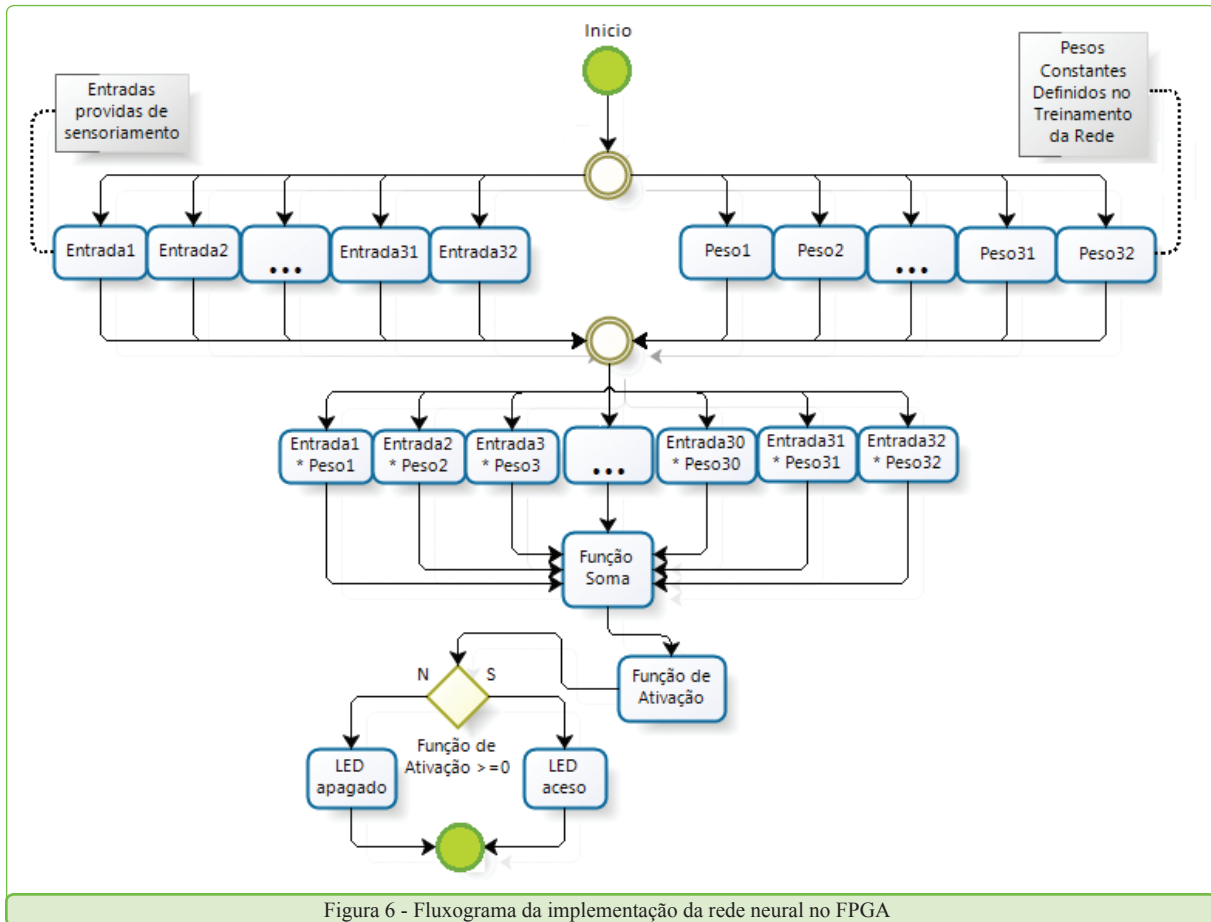 Inicio
Entradas
providas de
sensoriamento
Pesos
Constantes
Definidos no
Treinamento
da Rede
Entrada1
Entrada2
...
Entrada31
Entrada32
Peso1
Peso2
...
Peso31
Peso32
Entrada1
* Peso1
Entrada2
* Peso2
Entrada3
* Peso3
...
Entrada30
* Peso30
Entrada31
* Peso31
Entrada32
* Peso32
Função
Soma
Função de
Ativação
N
S
Função de
Ativação >=0
LED
apagado
LED
aceso
Figura 6 - Fluxograma da implementação da rede neural no FPGA